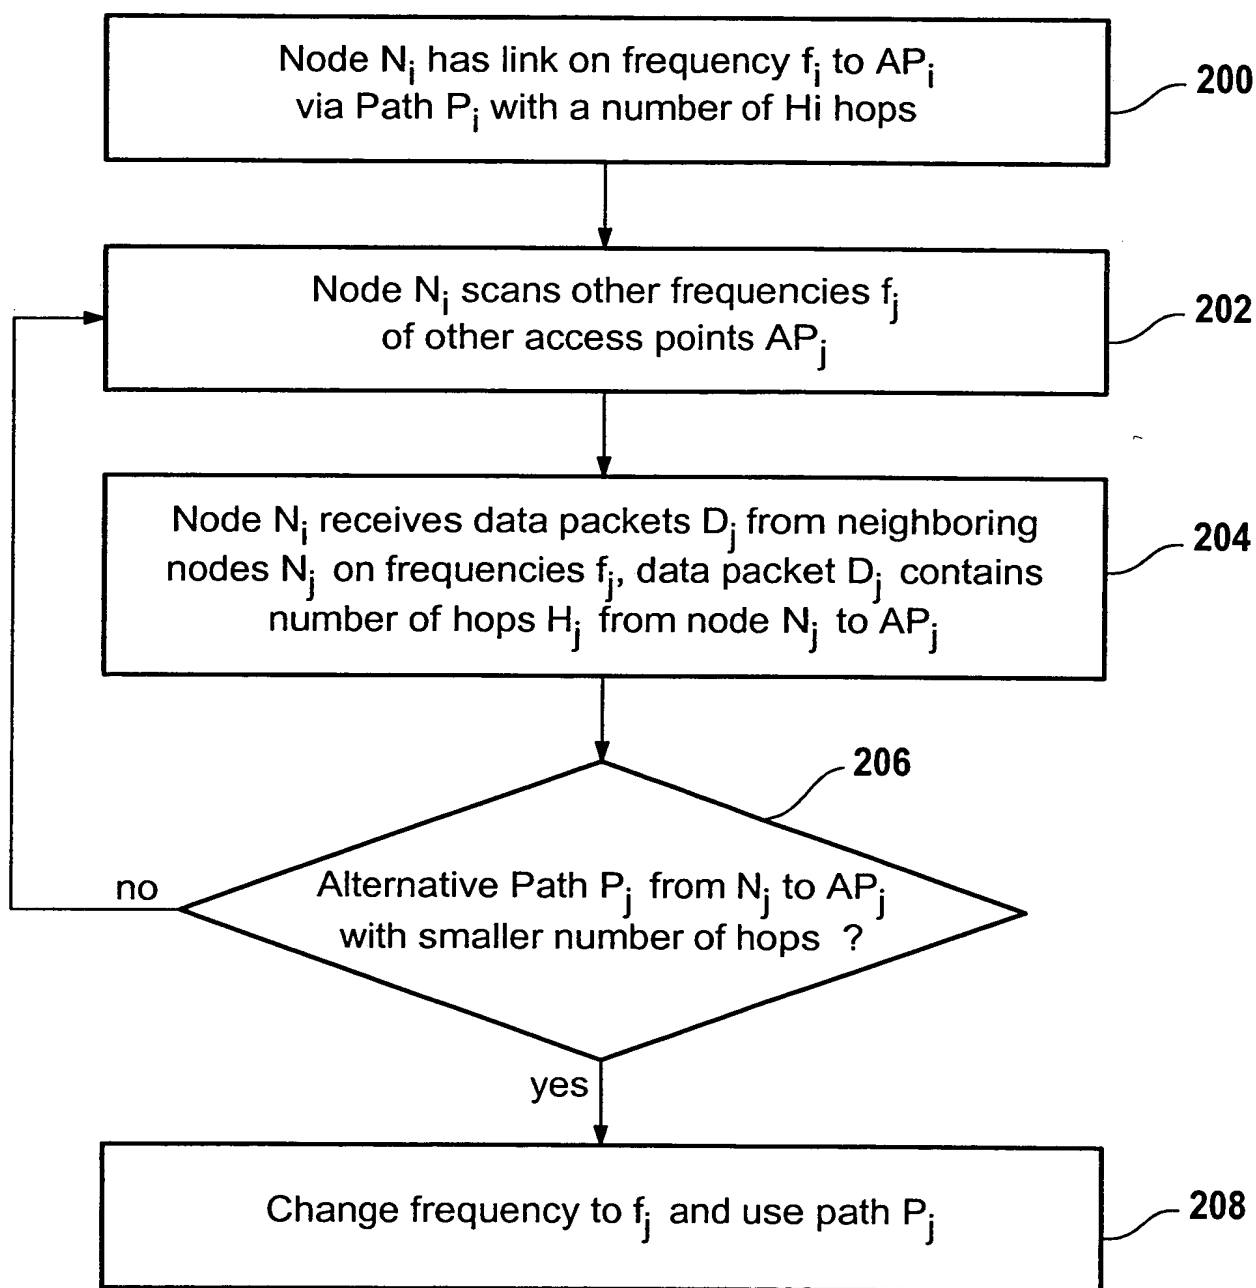 Node Ni has link on frequency fi to APi
via Path Pi with a number of Hi hops
200
Node Ni scans other frequencies fj
of other access points APj
202
Node Ni receives data packets Dj from neighboring
nodes Nj on frequencies fj, data packet Dj contains
number of hops Hj from node Nj to APj
204
206
Alternative Path Pj from Nj to APj
with smaller number of hops ?
no
yes
Change frequency to fj and use path Pj
208